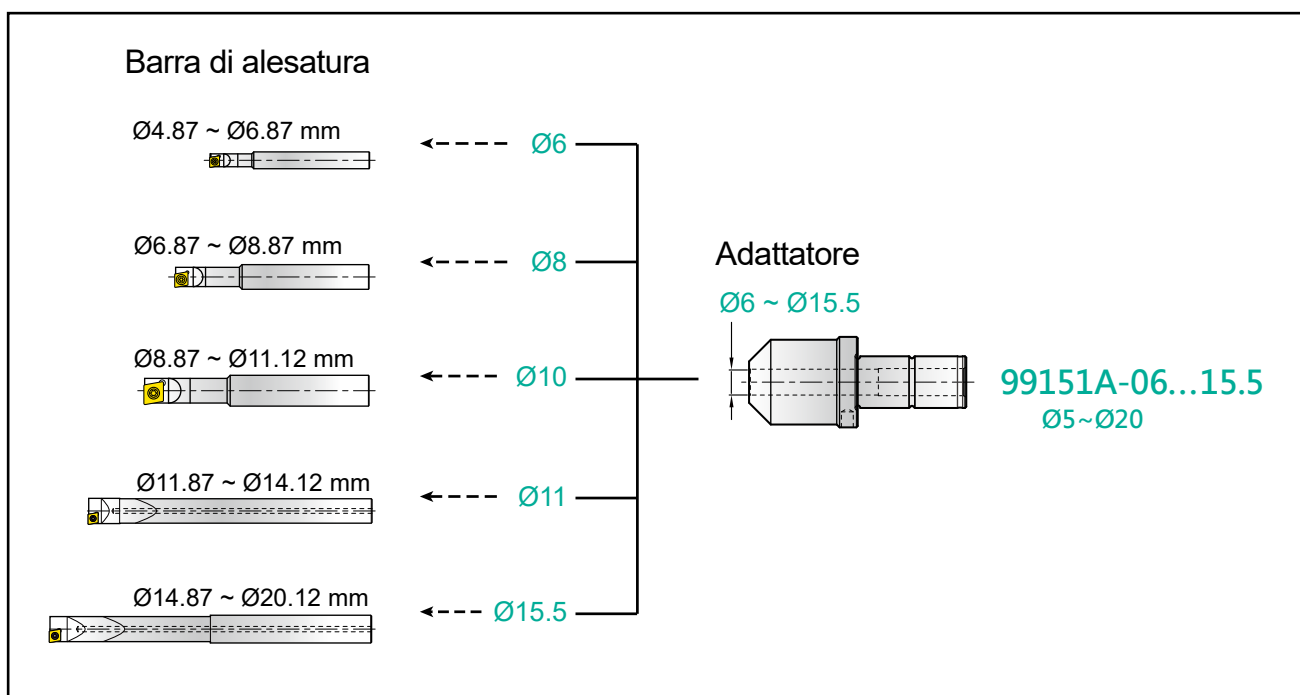 Barra di alesatura
Ø4.87 ~ Ø6.87 mm
Ø6
Ø6.87 ~ Ø8.87 mm
Ø8
Ø8.87 ~ Ø11.12 mm
Ø10
Ø11.87 ~ Ø14.12 mm
Ø11
Ø14.87 ~ Ø20.12 mm
Ø15.5
Adattatore
Ø6 ~ Ø15.5
99151A-06...15.5
Ø5~Ø20